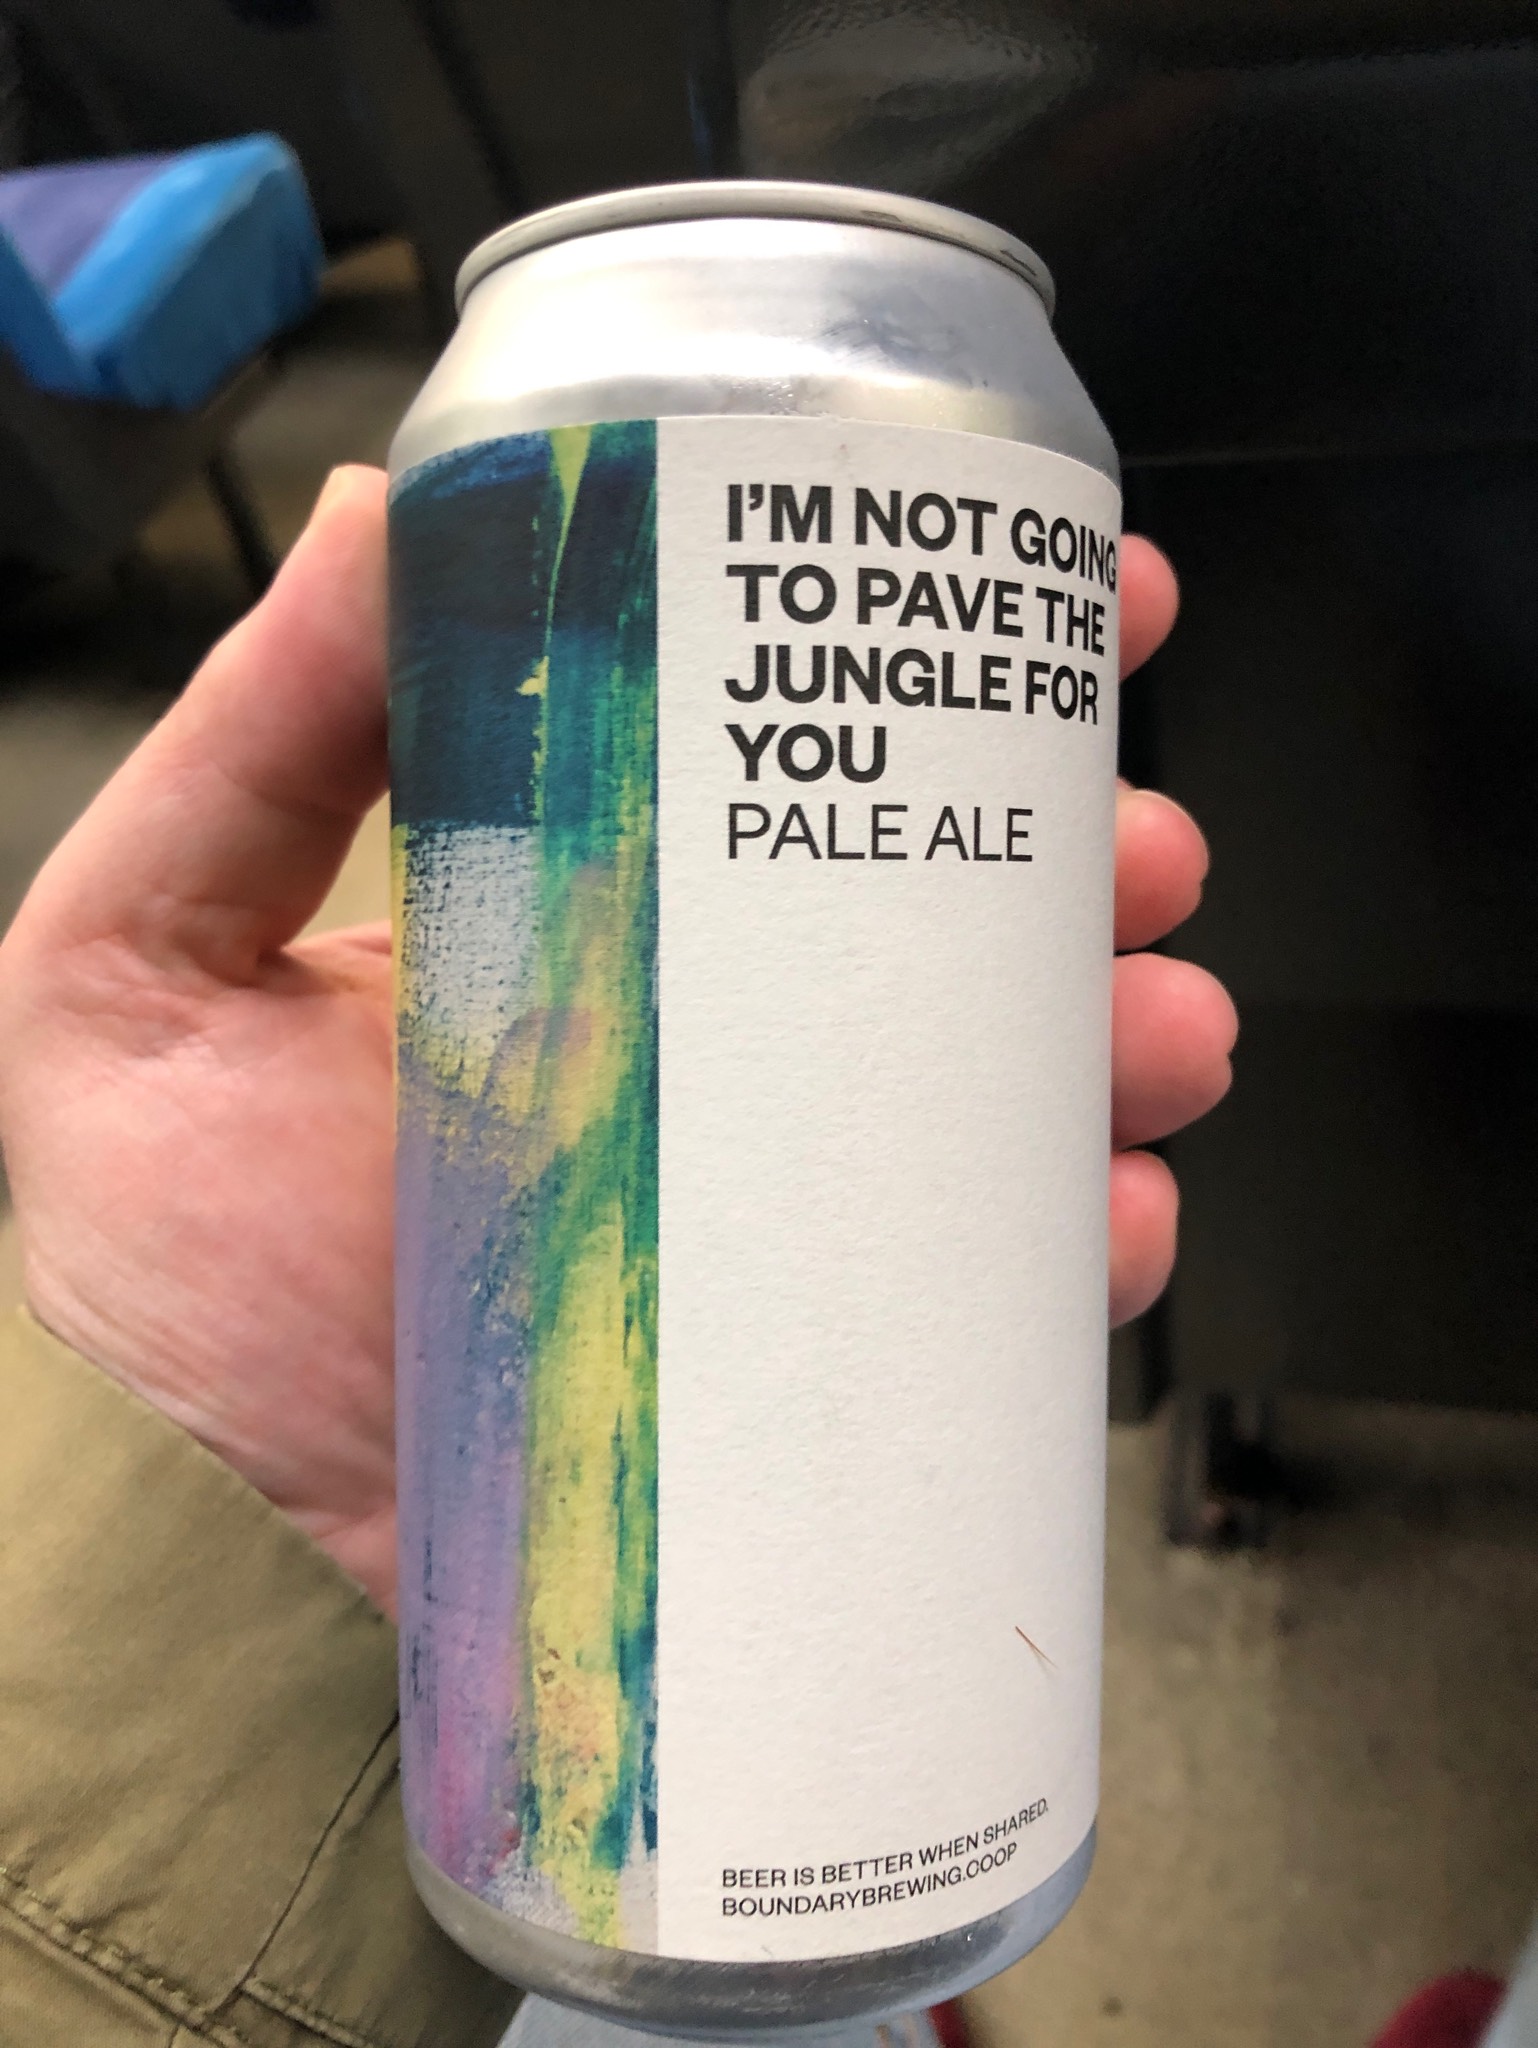 I'M NOT GOING
TO PAVE THE
JUNGLE FOR
YOU
PALE ALE
BEER IS BETTER WHEN SHARED.
BOUNDARYBREWING.COOP